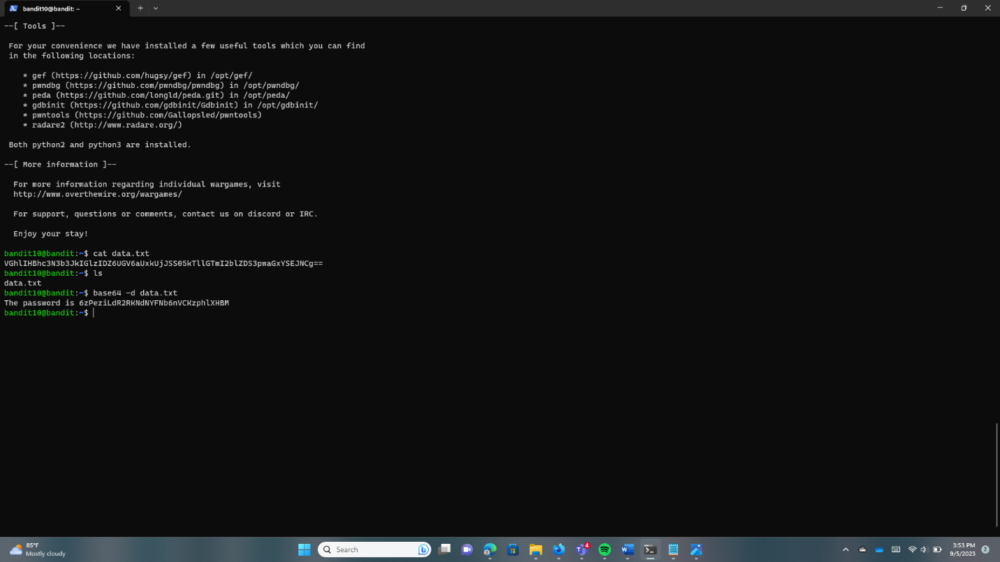 bandit10@bandit: ~
--[ Tools ]--
For your convenience we have installed a few useful tools which you can find
in the following locations:
* gef (https://github.com/hugsy/gef) in /opt/gef/
* pwndbg (https://github.com/pwndbg/pwndbg) in /opt/pwndbg/
* peda (https://github.com/longld/peda.git) in /opt/peda/
* gdbinit (https://github.com/gdbinit/Gdbinit) in /opt/gdbinit/
* pwntools (https://github.com/Gallopsled/pwntools)
* radare2 (http://www.radare.org/)
Both python2 and python3 are installed.
--[ More information ]--
For more information regarding individual wargames, visit
http://www.overthewire.org/wargames/
For support, questions or comments, contact us on discord or IRC.
Enjoy your stay!
bandit10@bandit:~$ cat data.txt
VGhlIHBhc3N3b3JkIGlzIDZ6UGV6aUxkUjJSS05kTllGTmI2blZDS3pwaGxYSEJNCg==
bandit10@bandit:~$ ls
data.txt
bandit10@bandit:~$ base64 -d data.txt
The password is 6zPeziLdR2RKNdNYFNb6nVCKzphlXHBM
bandit10@bandit:~$
85°F
Mostly cloudy
Search
4
3:53 PM
9/5/2023
2